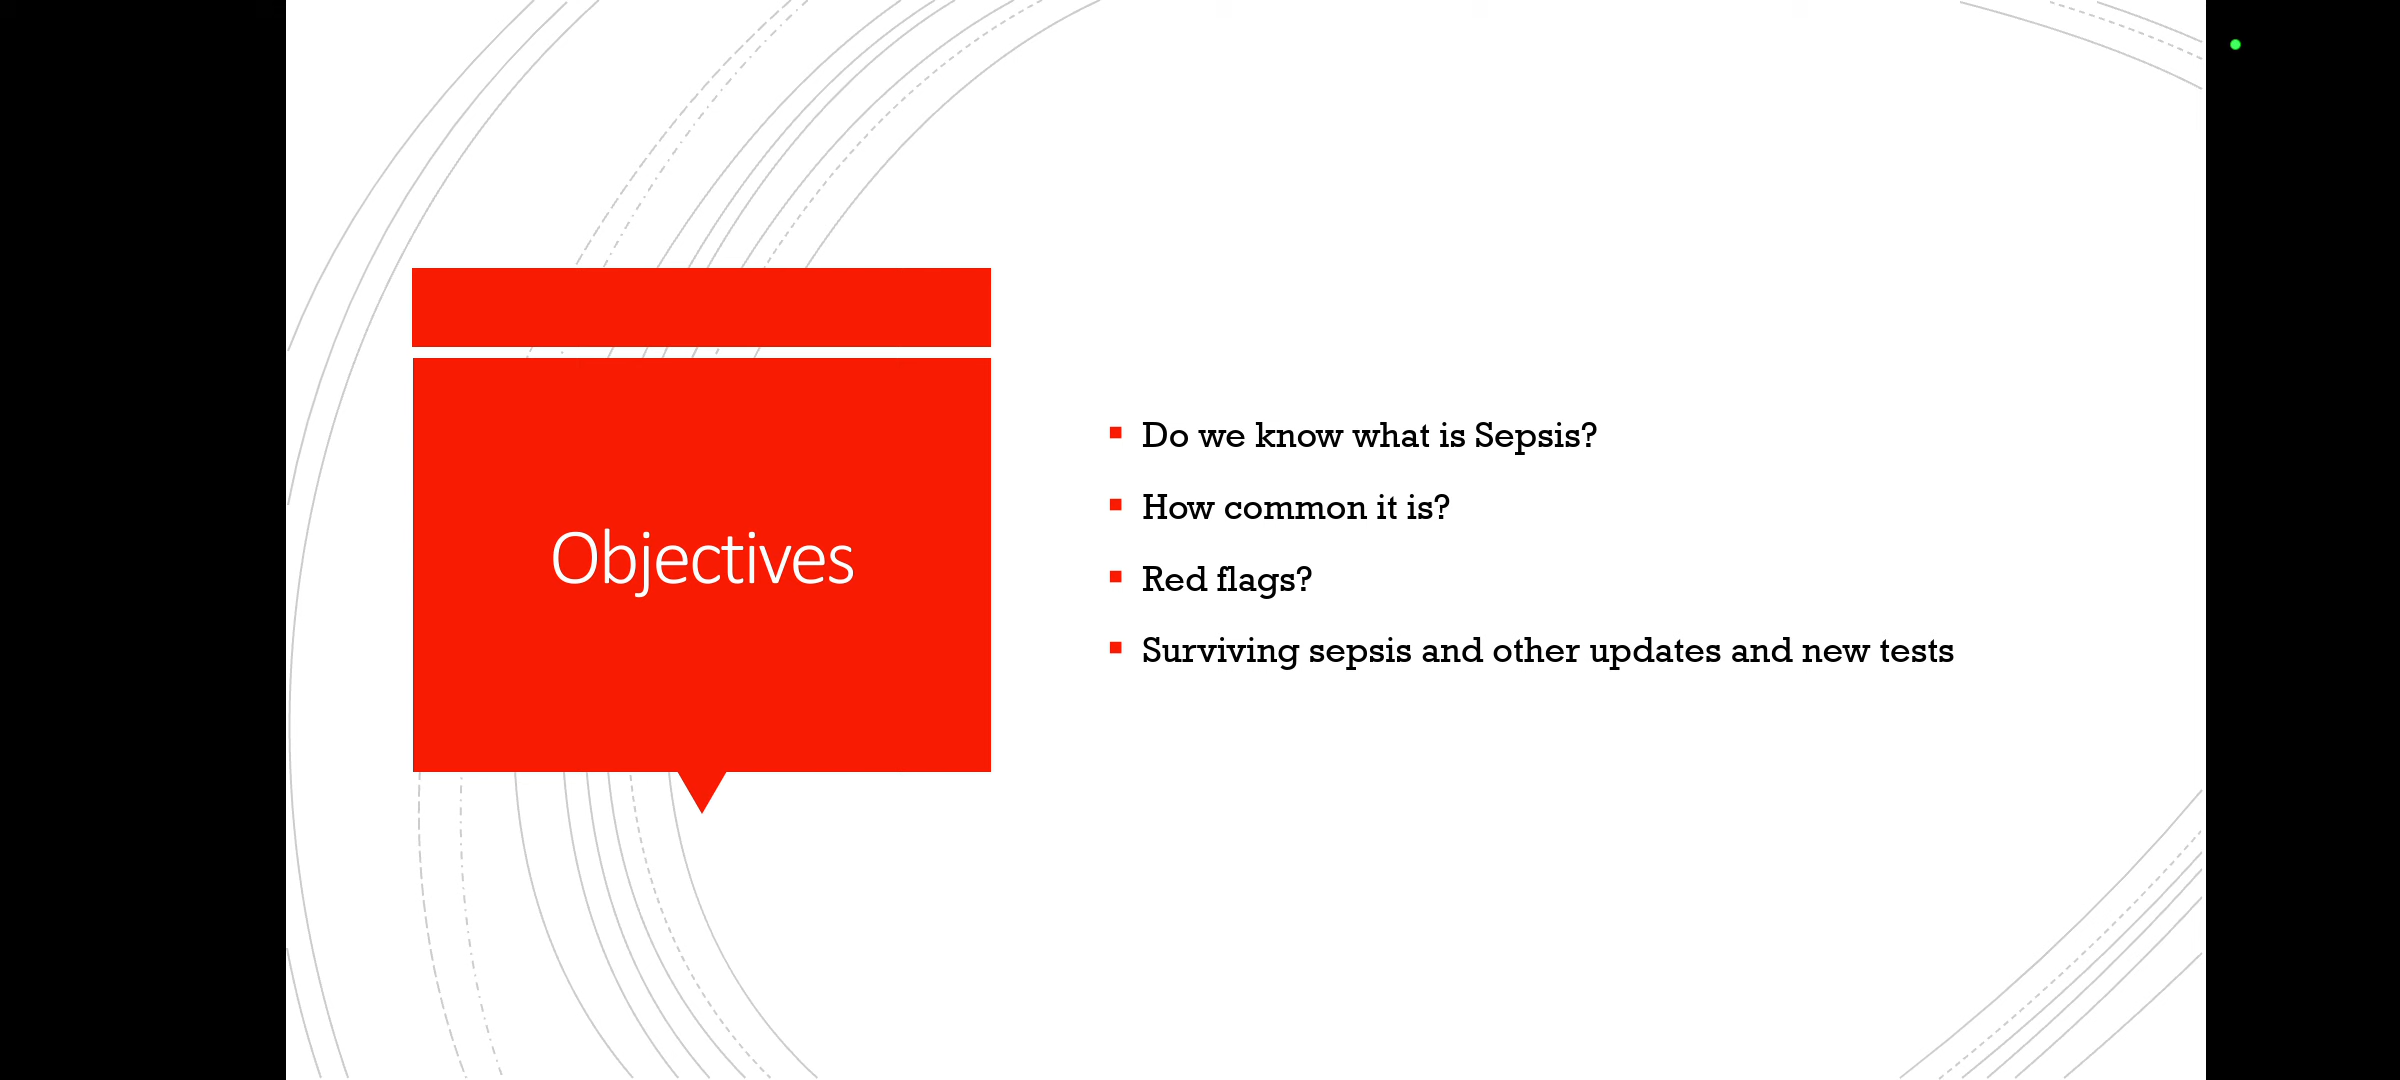 Objectives
Do we know what is Sepsis?
How common it is?
Red flags?
Surviving sepsis and other updates and new tests